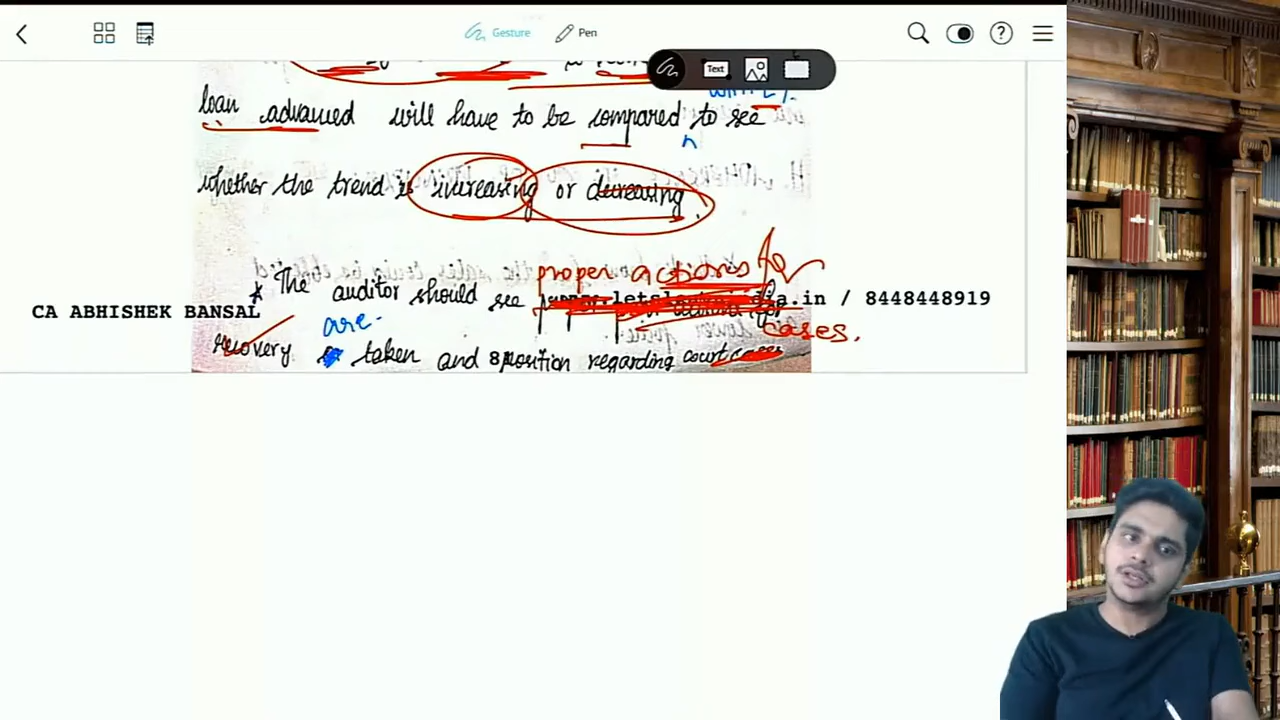 Gesture
Pen
Text
loan advanced will have to be compared to see
whether the trend is increasing or decreasing.
proper actions for
* The auditor should see
CA ABHISHEK BANSAL
.in / 8448448919
are.
cases.
recovery taken and position regarding court cases